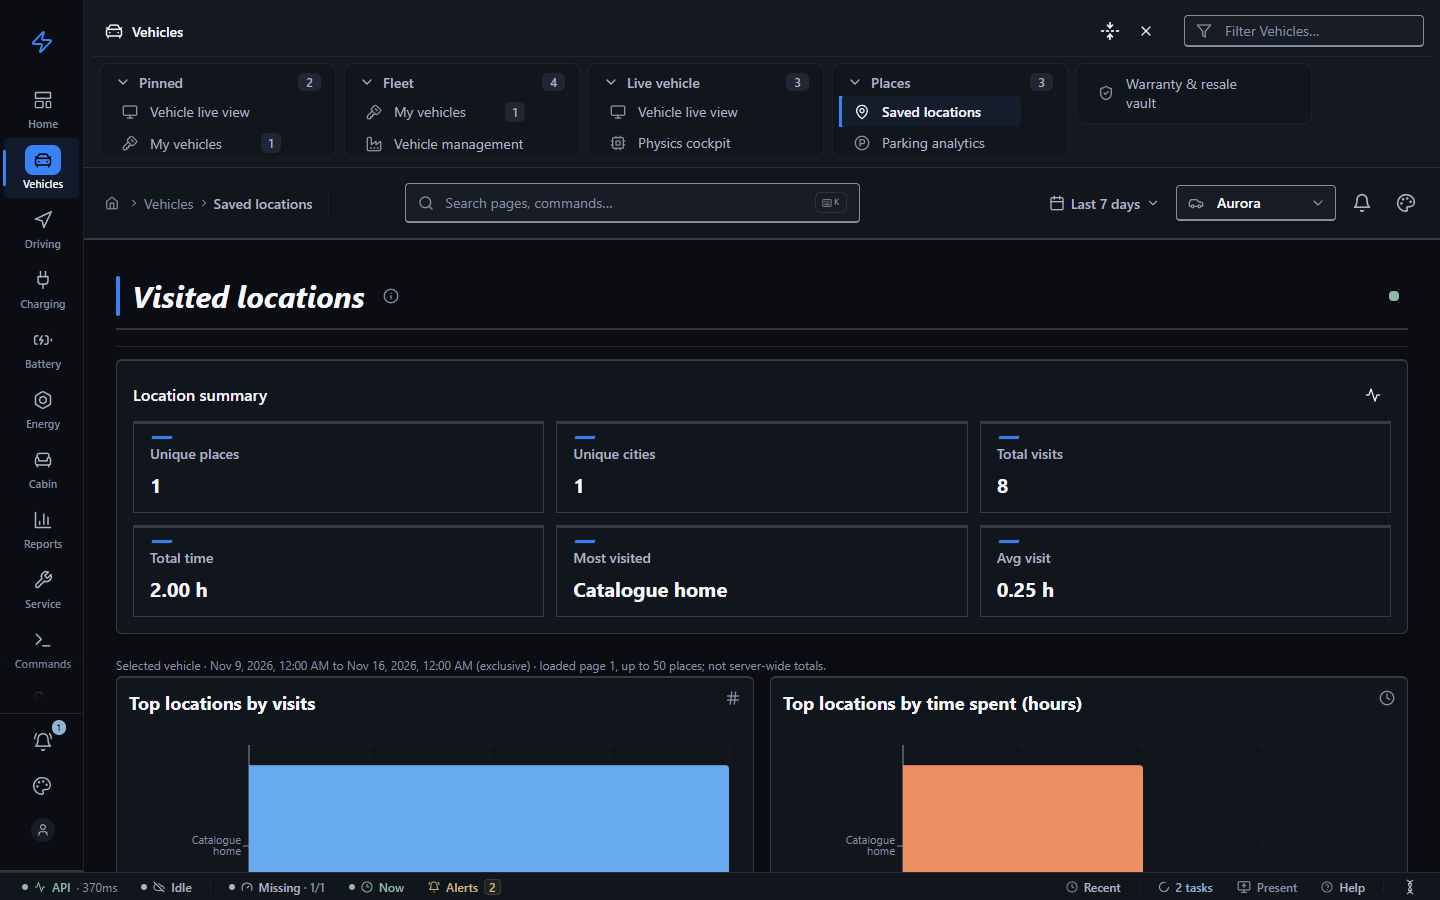 Vehicles
Filter Vehicles...
Home
Vehicles
Driving
Charging
Battery
Energy
Cabin
Reports
Service
Commands
1
Pinned 2
Vehicle live view
My vehicles 1
Fleet 4
My vehicles 1
Vehicle management
Live vehicle 3
Vehicle live view
Physics cockpit
Places 3
Saved locations
Parking analytics
Warranty & resale
vault
Vehicles
Saved locations
Search pages, commands...
K
Last 7 days
Aurora
Visited locations
Location summary
Unique places
1
Unique cities
1
Total visits
8
Total time
2.00 h
Most visited
Catalogue home
Avg visit
0.25 h
Selected vehicle · Nov 9, 2026, 12:00 AM to Nov 16, 2026, 12:00 AM (exclusive) · loaded page 1, up to 50 places; not server-wide totals.
Top locations by visits
Catalogue
home
Top locations by time spent (hours)
Catalogue
home
API · 370ms
Idle
Missing · 1/1
Now
Alerts 2
Recent
2 tasks
Present
Help